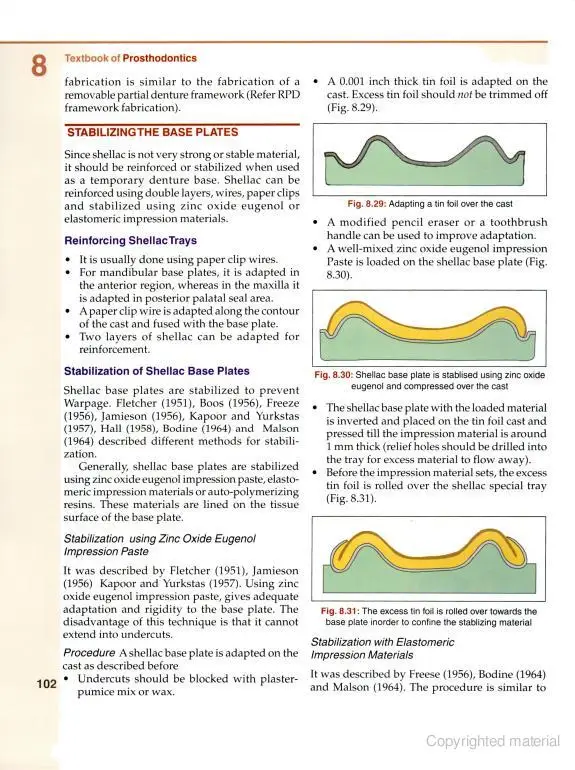 8
Textbook of Prosthodontics
fabrication is similar to the fabrication of a
removable partial denture framework (Refer RPD
framework fabrication).
STABILIZING THE BASE PLATES
Since shellac is not very strong or stable material,
it should be reinforced or stabilized when used
as a temporary denture base. Shellac can be
reinforced using double layers, wires, paper clips
and stabilized using zinc oxide eugenol or
elastomeric impression materials.
Reinforcing Shellac Trays
• It is usually done using paper clip wires.
• For mandibular base plates, it is adapted in
the anterior region, whereas in the maxilla it
is adapted in posterior palatal seal area.
• A paper clip wire is adapted along the contour
of the cast and fused with the base plate.
• Two layers of shellac can be adapted for
reinforcement.
Stabilization of Shellac Base Plates
Shellac base plates are stabilized to prevent
Warpage. Fletcher (1951), Boos (1956), Freeze
(1956), Jamieson (1956), Kapoor and Yurkstas
(1957), Hall (1958), Bodine (1964) and Malson
(1964) described different methods for stabili-
zation.
Generally, shellac base plates are stabilized
using zinc oxide eugenol impression paste, elasto-
meric impression materials or auto-polymerizing
resins. These materials are lined on the tissue
surface of the base plate.
Stabilization using Zinc Oxide Eugenol
Impression Paste
It was described by Fletcher (1951), Jamieson
(1956) Kapoor and Yurkstas (1957). Using zinc
oxide eugenol impression paste, gives adequate
adaptation and rigidity to the base plate. The
disadvantage of this technique is that it cannot
extend into undercuts.
Procedure A shellac base plate is adapted on the
cast as described before
• Undercuts should be blocked with plaster-
pumice mix or wax.
102
• A 0.001 inch thick tin foil is adapted on the
cast. Excess tin foil should not be trimmed off
(Fig. 8.29).
Fig. 8.29: Adapting a tin foil over the cast
• A modified pencil eraser or a toothbrush
handle can be used to improve adaptation.
• A well-mixed zinc oxide eugenol impression
Paste is loaded on the shellac base plate (Fig.
8.30).
Fig. 8.30: Shellac base plate is stablised using zinc oxide
eugenol and compressed over the cast
• The shellac base plate with the loaded material
is inverted and placed on the tin foil cast and
pressed till the impression material is around
1 mm thick (relief holes should be drilled into
the tray for excess material to flow away).
• Before the impression material sets, the excess
tin foil is rolled over the shellac special tray
(Fig. 8.31).
Fig. 8.31: The excess tin foil is rolled over towards the
base plate inorder to confine the stablizing material
Stabilization with Elastomeric
Impression Materials
It was described by Freese (1956), Bodine (1964)
and Malson (1964). The procedure is similar to
Copyrighted material